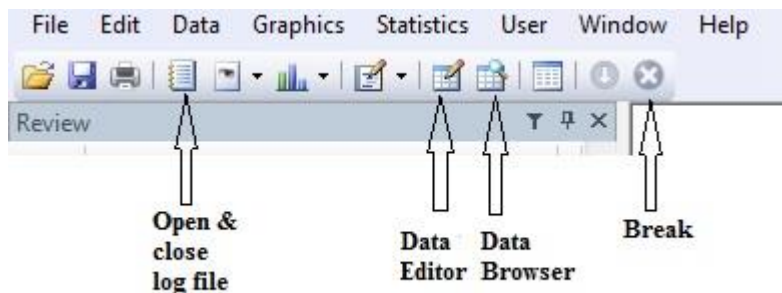 File Edit Data Graphics Statistics User Window Help
Review
Open &
close
log file
Data
Editor
Data
Browser
Break